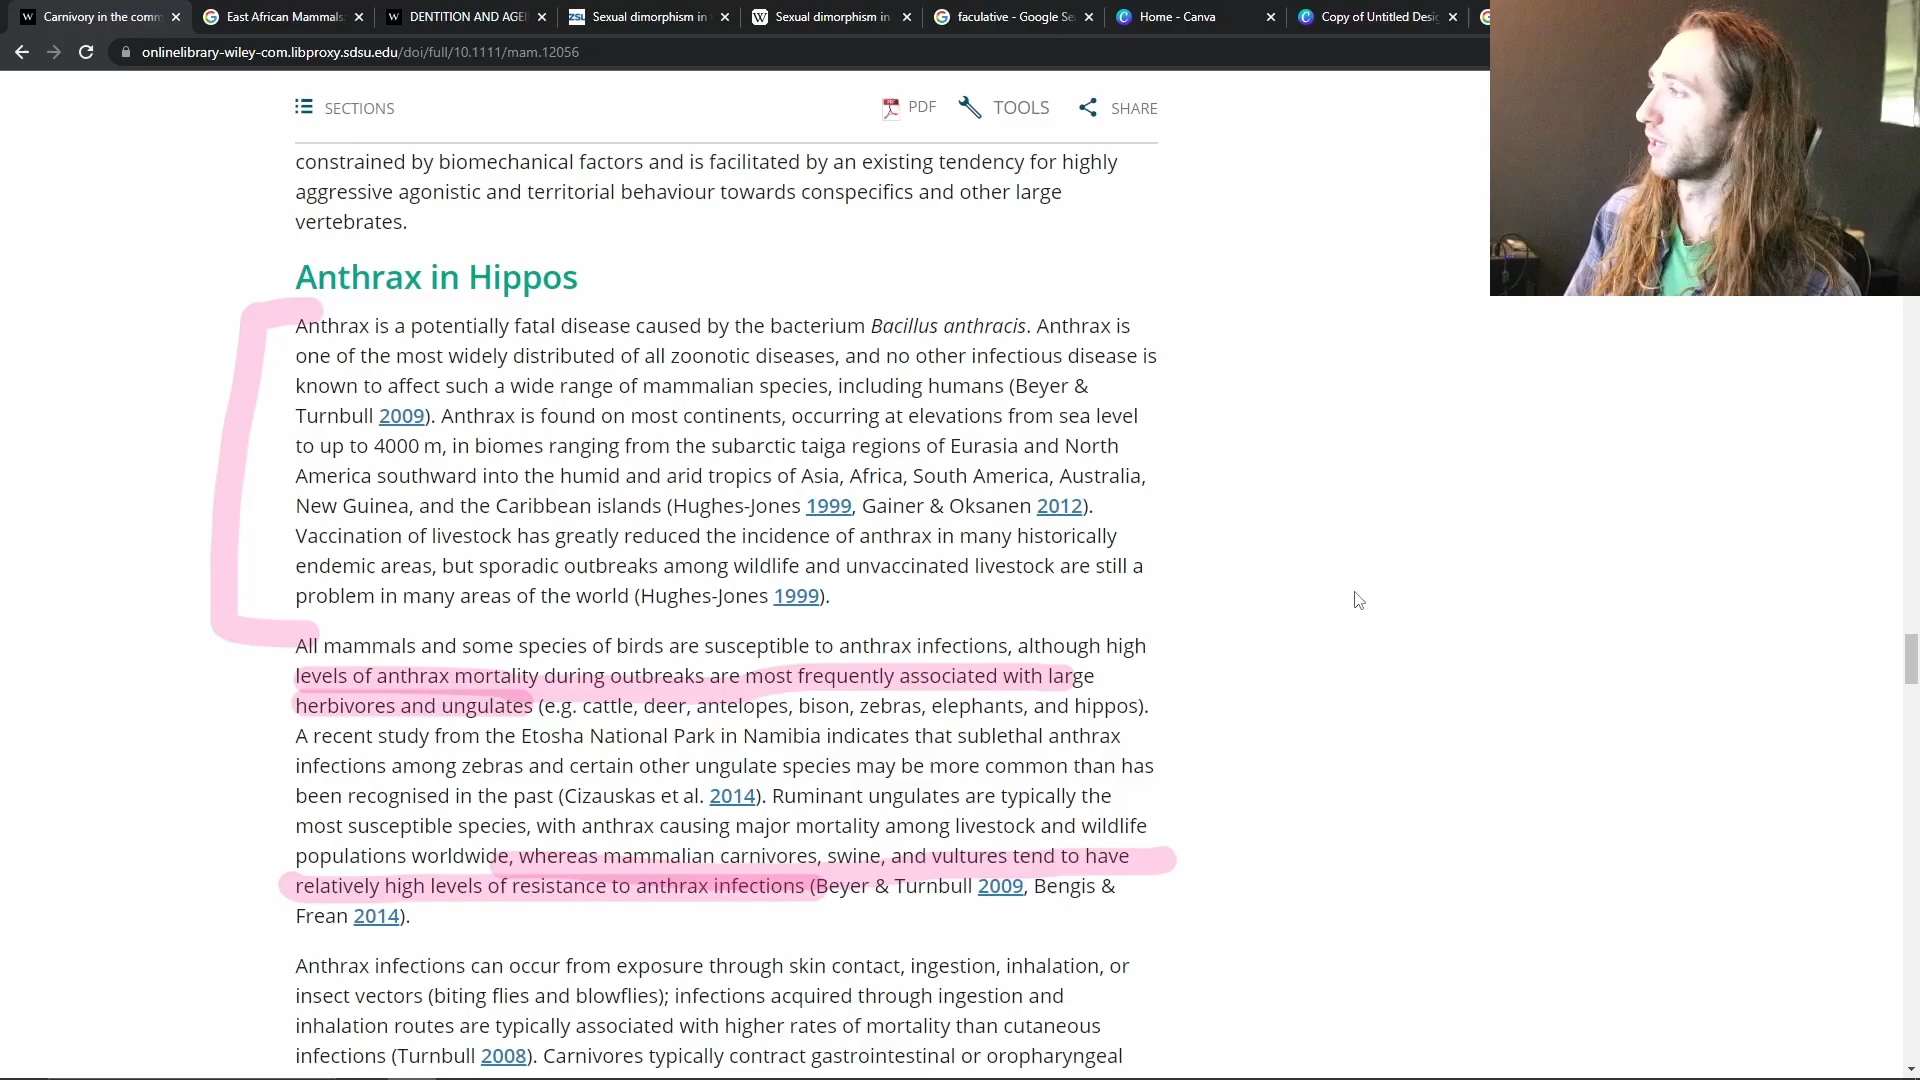 Carnivory in the com
East African Mammals:
DENTITION AND AGEI
Sexual dimorphism in
Sexual dimorphism in
faculative - Google Se
Home - Canva
Copy of Untitled Desi
onlinelibrary-wiley-com.libproxy.sdsu.edu/doi/full/10.1111/mam.12056
SECTIONS
PDF
TOOLS
SHARE
constrained by biomechanical factors and is facilitated by an existing tendency for highly
aggressive agonistic and territorial behaviour towards conspecifics and other large
vertebrates.
Anthrax in Hippos
Anthrax is a potentially fatal disease caused by the bacterium Bacillus anthracis. Anthrax is
one of the most widely distributed of all zoonotic diseases, and no other infectious disease is
known to affect such a wide range of mammalian species, including humans (Beyer &
Turnbull 2009). Anthrax is found on most continents, occurring at elevations from sea level
to up to 4000 m, in biomes ranging from the subarctic taiga regions of Eurasia and North
America southward into the humid and arid tropics of Asia, Africa, South America, Australia,
New Guinea, and the Caribbean islands (Hughes-Jones 1999, Gainer & Oksanen 2012).
Vaccination of livestock has greatly reduced the incidence of anthrax in many historically
endemic areas, but sporadic outbreaks among wildlife and unvaccinated livestock are still a
problem in many areas of the world (Hughes-Jones 1999).
All mammals and some species of birds are susceptible to anthrax infections, although high
levels of anthrax mortality during outbreaks are most frequently associated with large
herbivores and ungulates (e.g. cattle, deer, antelopes, bison, zebras, elephants, and hippos).
A recent study from the Etosha National Park in Namibia indicates that sublethal anthrax
infections among zebras and certain other ungulate species may be more common than has
been recognised in the past (Cizauskas et al. 2014). Ruminant ungulates are typically the
most susceptible species, with anthrax causing major mortality among livestock and wildlife
populations worldwide, whereas mammalian carnivores, swine, and vultures tend to have
relatively high levels of resistance to anthrax infections (Beyer & Turnbull 2009, Bengis &
Frean 2014).
Anthrax infections can occur from exposure through skin contact, ingestion, inhalation, or
insect vectors (biting flies and blowflies); infections acquired through ingestion and
inhalation routes are typically associated with higher rates of mortality than cutaneous
infections (Turnbull 2008). Carnivores typically contract gastrointestinal or oropharyngeal